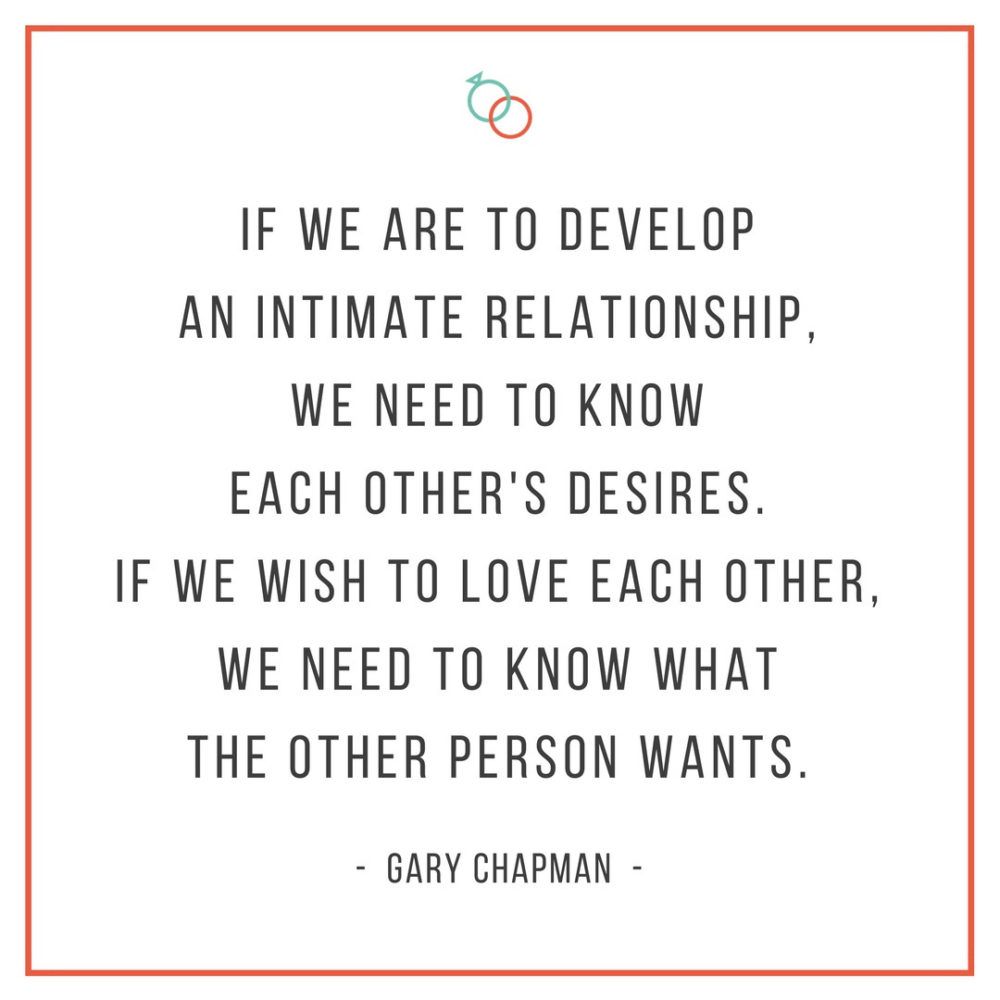 IF WE ARE TO DEVELOP
AN INTIMATE RELATIONSHIP,
WE NEED TO KNOW
EACH OTHER'S DESIRES.
IF WE WISH TO LOVE EACH OTHER,
WE NEED TO KNOW WHAT
THE OTHER PERSON WANTS.
- GARY CHAPMAN -